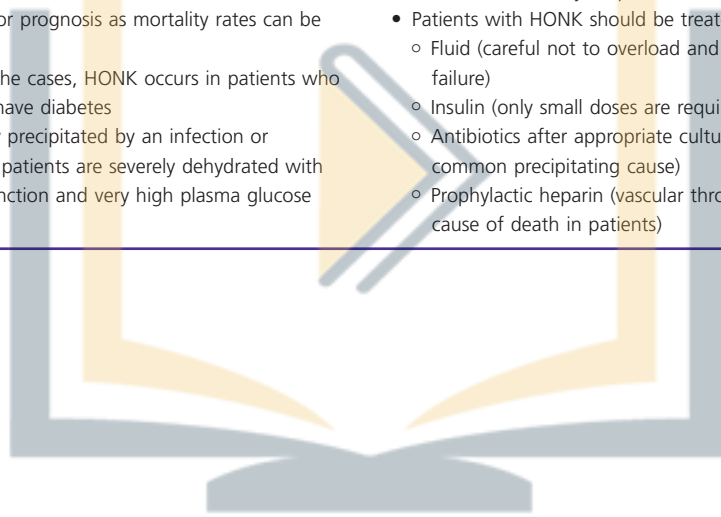 or prognosis as mortality rates can be
he cases, HONK occurs in patients who
have diabetes
precipitated by an infection or
patients are severely dehydrated with
nction and very high plasma glucose
• Patients with HONK should be treat
○ Fluid (careful not to overload and
failure)
○ Insulin (only small doses are requi
○ Antibiotics after appropriate cultu
common precipitating cause)
○ Prophylactic heparin (vascular thro
cause of death in patients)